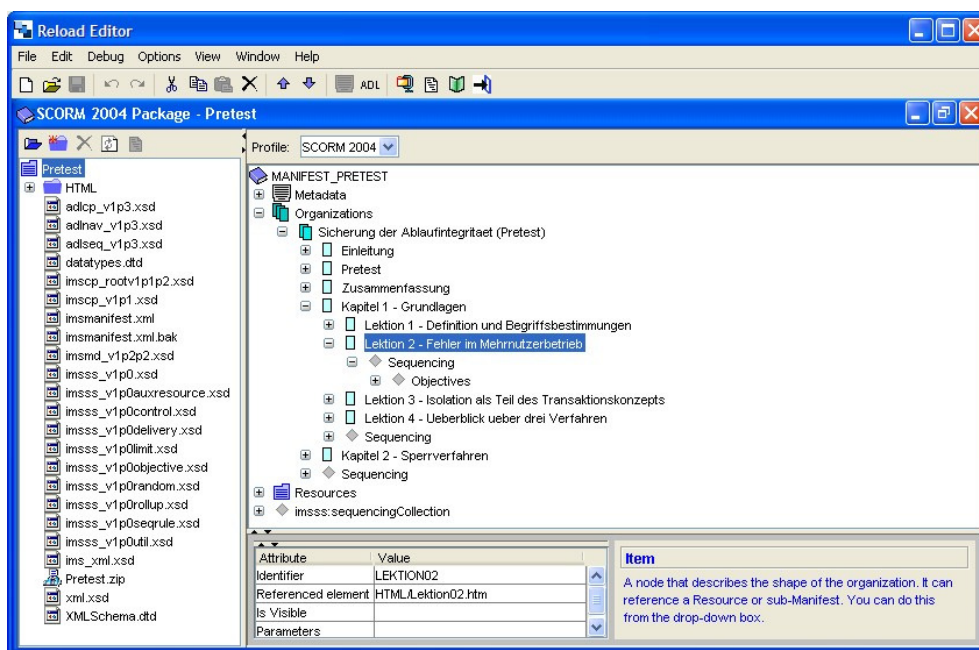 Reload Editor
File Edit Debug Options View Window Help
ADL
SCORM 2004 Package - Pretest
Pretest
HTML
adlcp_v1p3.xsd
adlnav_v1p3.xsd
adlseq_v1p3.xsd
datatypes.dtd
imscp_rootv1p1p2.xsd
imscp_v1p1.xsd
imsmanifest.xml
imsmanifest.xml.bak
imsmd_v1p2p2.xsd
imsss_v1p0.xsd
imsss_v1p0auxresource.xsd
imsss_v1p0control.xsd
imsss_v1p0delivery.xsd
imsss_v1p0limit.xsd
imsss_v1p0objective.xsd
imsss_v1p0random.xsd
imsss_v1p0rollup.xsd
imsss_v1p0seqrule.xsd
imsss_v1p0util.xsd
ims_xml.xsd
Pretest.zip
xml.xsd
XMLSchema.dtd
Profile: SCORM 2004
MANIFEST_PRETEST
Metadata
Organizations
Sicherung der Ablaufintegritaet (Pretest)
Einleitung
Pretest
Zusammenfassung
Kapitel 1 - Grundlagen
Lektion 1 - Definition und Begriffsbestimmungen
Lektion 2 - Fehler im Mehrnutzerbetrieb
Sequencing
Objectives
Lektion 3 - Isolation als Teil des Transaktionskonzepts
Lektion 4 - Ueberblick ueber drei Verfahren
Sequencing
Kapitel 2 - Sperrverfahren
Sequencing
Resources
imsss:sequencingCollection
Attribute Value
Identifier LEKTION02
Referenced element HTML/Lektion02.htm
Is Visible
Parameters
Item
A node that describes the shape of the organization. It can
reference a Resource or sub-Manifest. You can do this
from the drop-down box.